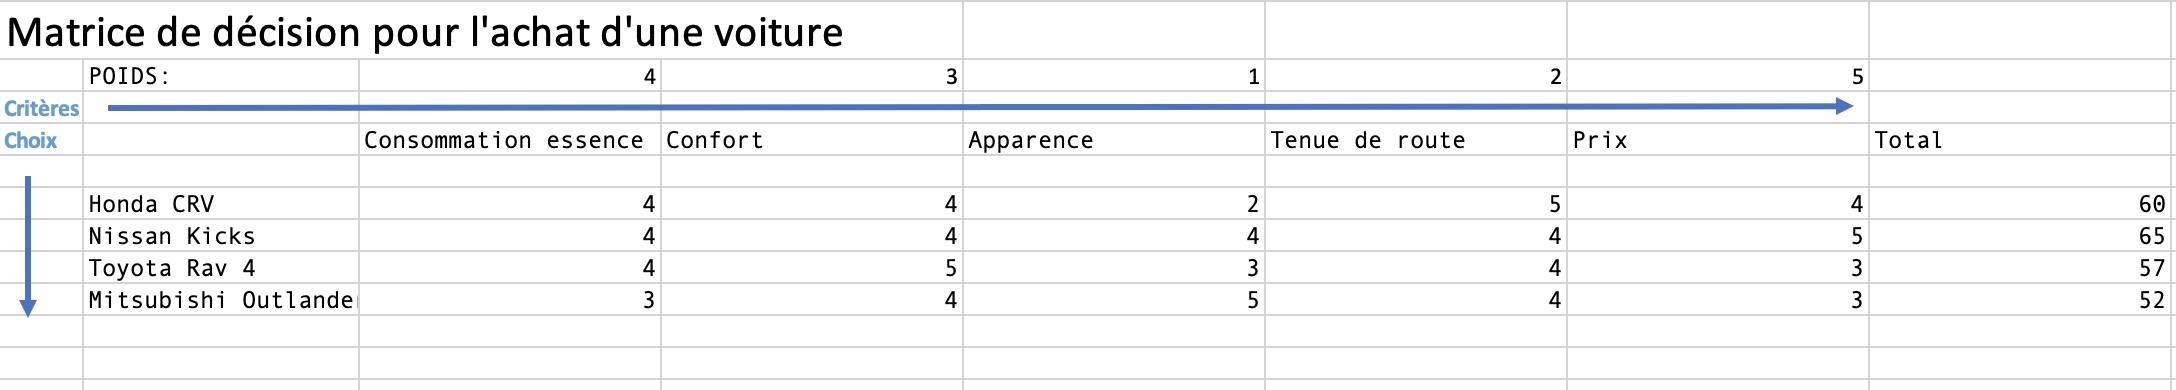 Matrice de décision pour l'achat d'une voiture
POIDS: 4 3 1 2 5
Critères
Choix Consommation essence Confort Apparence Tenue de route Prix Total
Honda CRV 4 4 2 5 4 60
Nissan Kicks 4 4 4 4 5 65
Toyota Rav 4 4 5 3 4 3 57
Mitsubishi Outlander 3 4 5 4 3 52